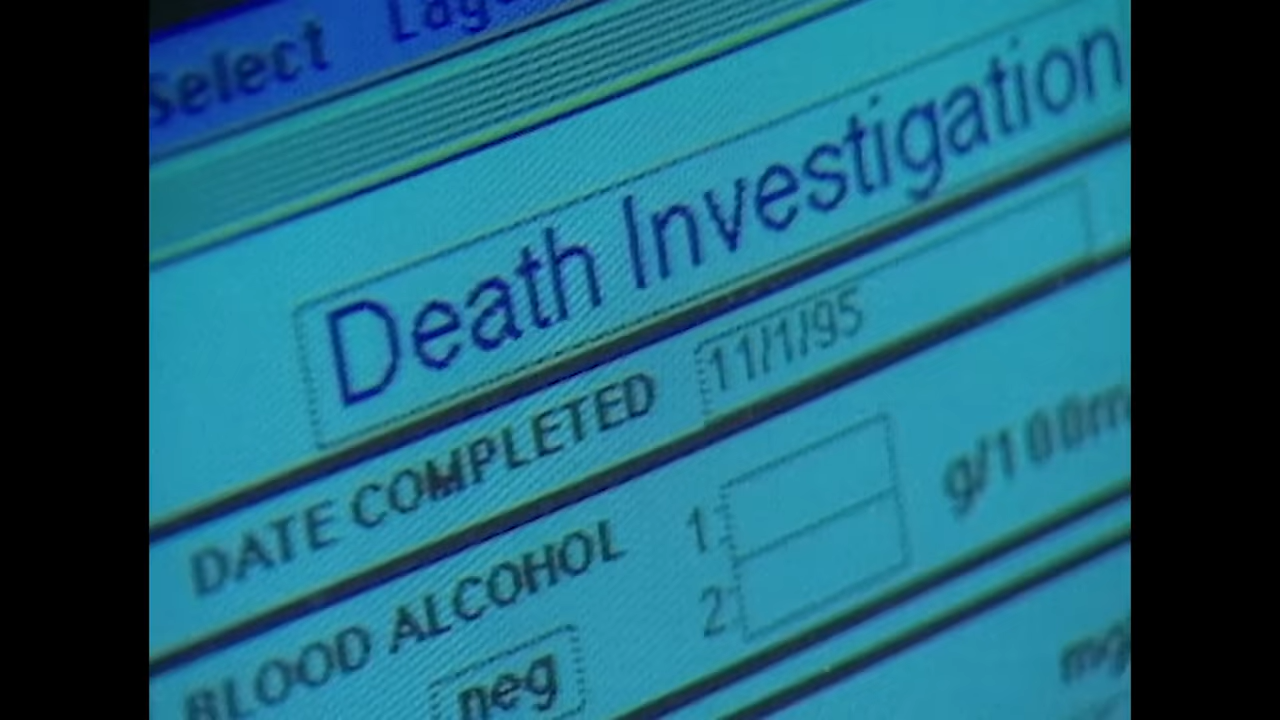 Select
Death Investigation
DATE COMPLETED 11/1/95
BLOOD ALCOHOL 1. g/100m
2.
neg